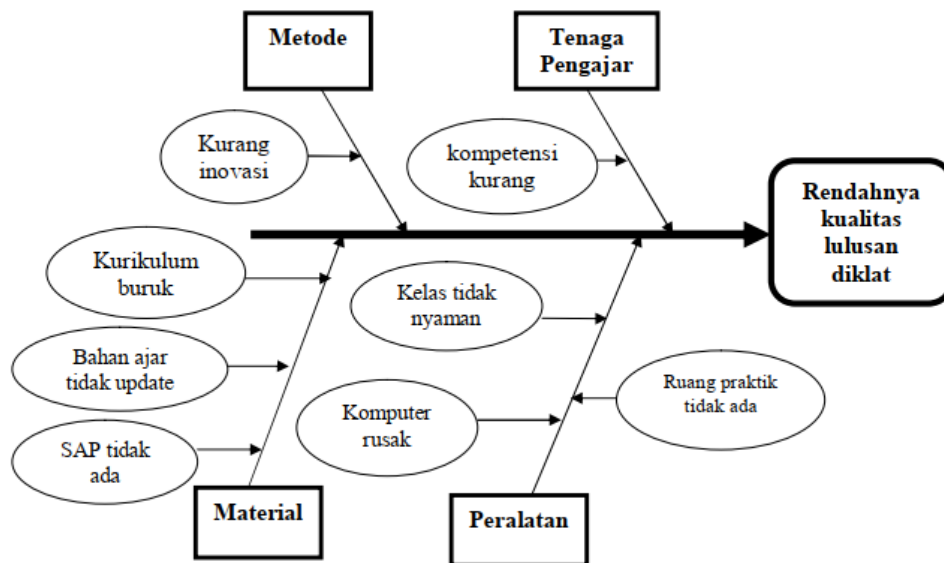 Metode
Tenaga
Pengajar
Kurang
inovasi
kompetensi
kurang
Rendahnya
kualitas
lulusan
diklat
Kurikulum
buruk
Kelas tidak
nyaman
Bahan ajar
tidak update
Ruang praktik
tidak ada
Komputer
rusak
SAP tidak
ada
Material
Peralatan